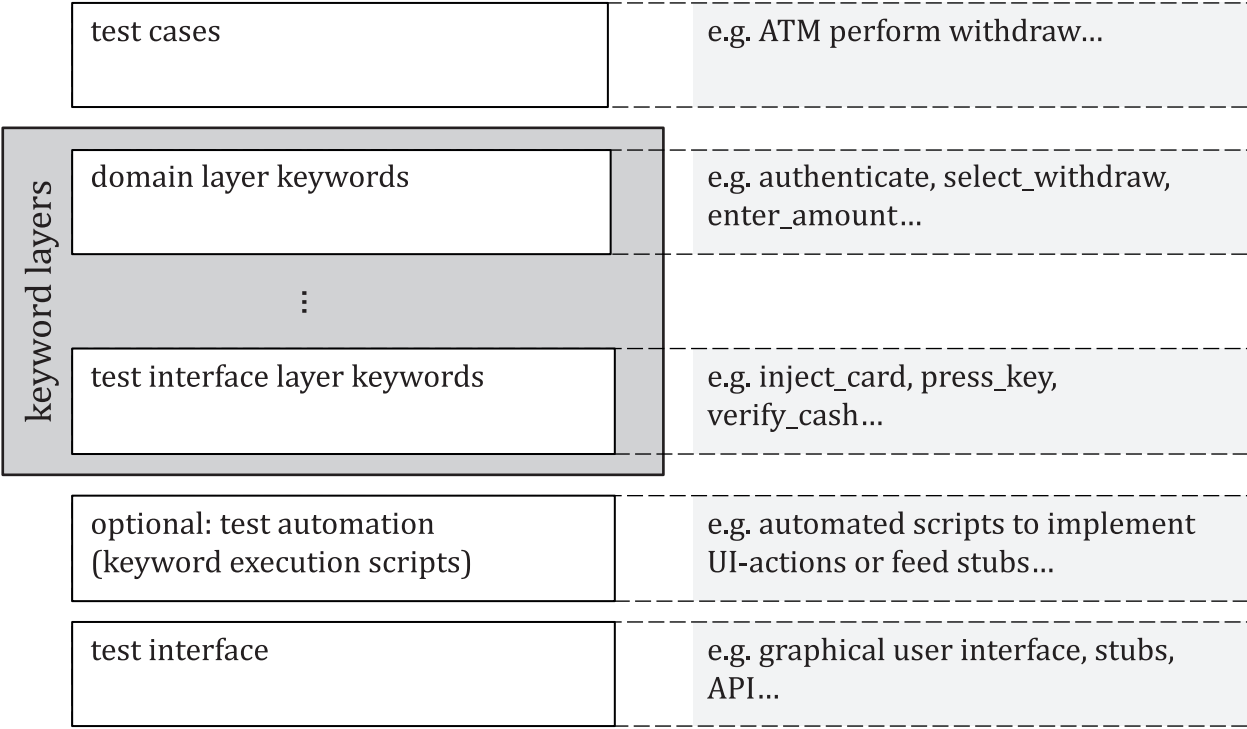 test cases
e.g. ATM perform withdraw…
keyword layers
domain layer keywords
e.g. authenticate, select_withdraw,
enter_amount…
⋮
test interface layer keywords
e.g. inject_card, press_key,
verify_cash…
optional: test automation
(keyword execution scripts)
e.g. automated scripts to implement
UI-actions or feed stubs…
test interface
e.g. graphical user interface, stubs,
API…